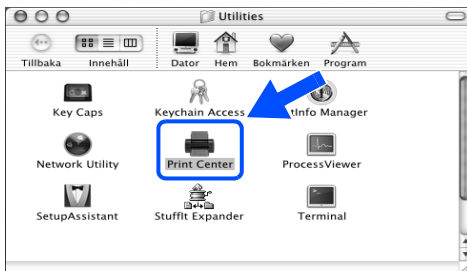 Utilities
Tillbaka Innehåll Dator Hem Bokmärken Program
Key Caps Keychain Access tInfo Manager
Network Utility Print Center ProcessViewer
SetupAssistant StuffIt Expander Terminal